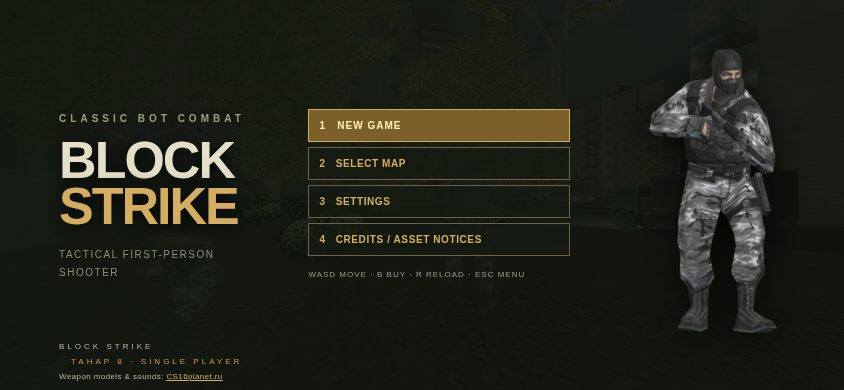 CLASSIC BOT COMBAT
BLOCK
STRIKE
TACTICAL FIRST-PERSON
SHOOTER
1 NEW GAME
2 SELECT MAP
3 SETTINGS
4 CREDITS / ASSET NOTICES
WASD MOVE · B BUY · R RELOAD · ESC MENU
BLOCK STRIKE
TAHAP 8 · SINGLE PLAYER
Weapon models & sounds: CS16planet.ru